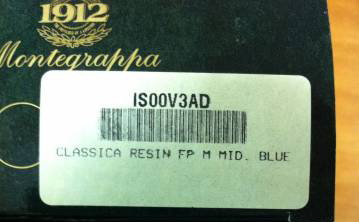 1912
Montegrappa
IS00V3AD
CLASSICA RESIN FP M MID. BLUE